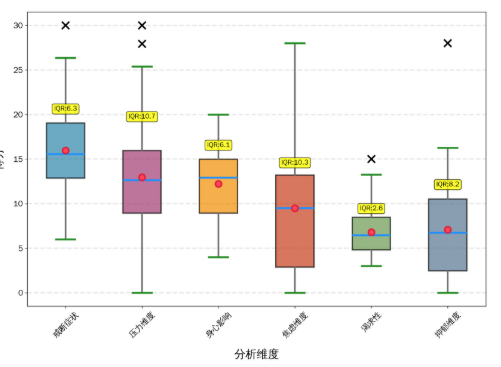 30
25
20
15
10
5
0
IQR:6.3
IQR:10.7
IQR:6.1
IQR:10.3
IQR:2.6
IQR:8.2
戒断症状
压力维度
身心影响
焦虑维度
渴求性
抑郁维度
分析维度